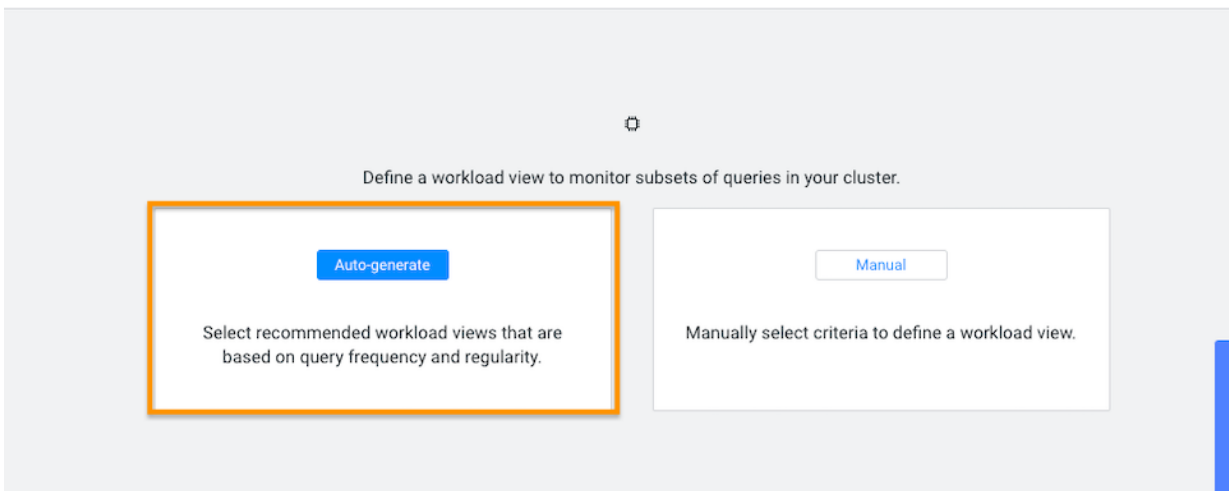 Define a workload view to monitor subsets of queries in your cluster.
Auto-generate
Select recommended workload views that are
based on query frequency and regularity.
Manual
Manually select criteria to define a workload view.